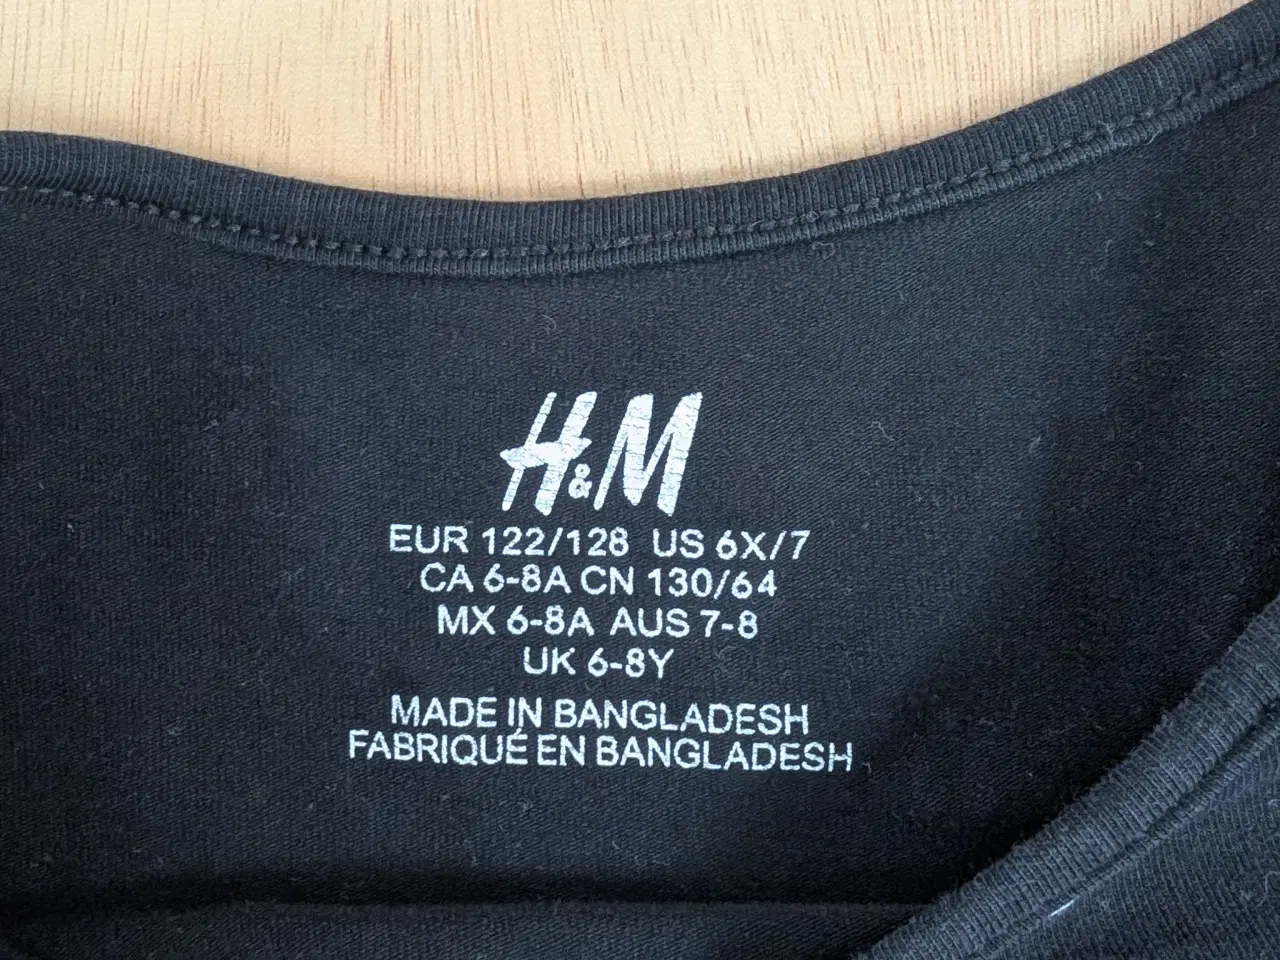 H&M
EUR 122/128 US 6X/7
CA 6-8A CN 130/64
MX 6-8A AUS 7-8
UK 6-8Y
MADE IN BANGLADESH
FABRIQUÉ EN BANGLADESH